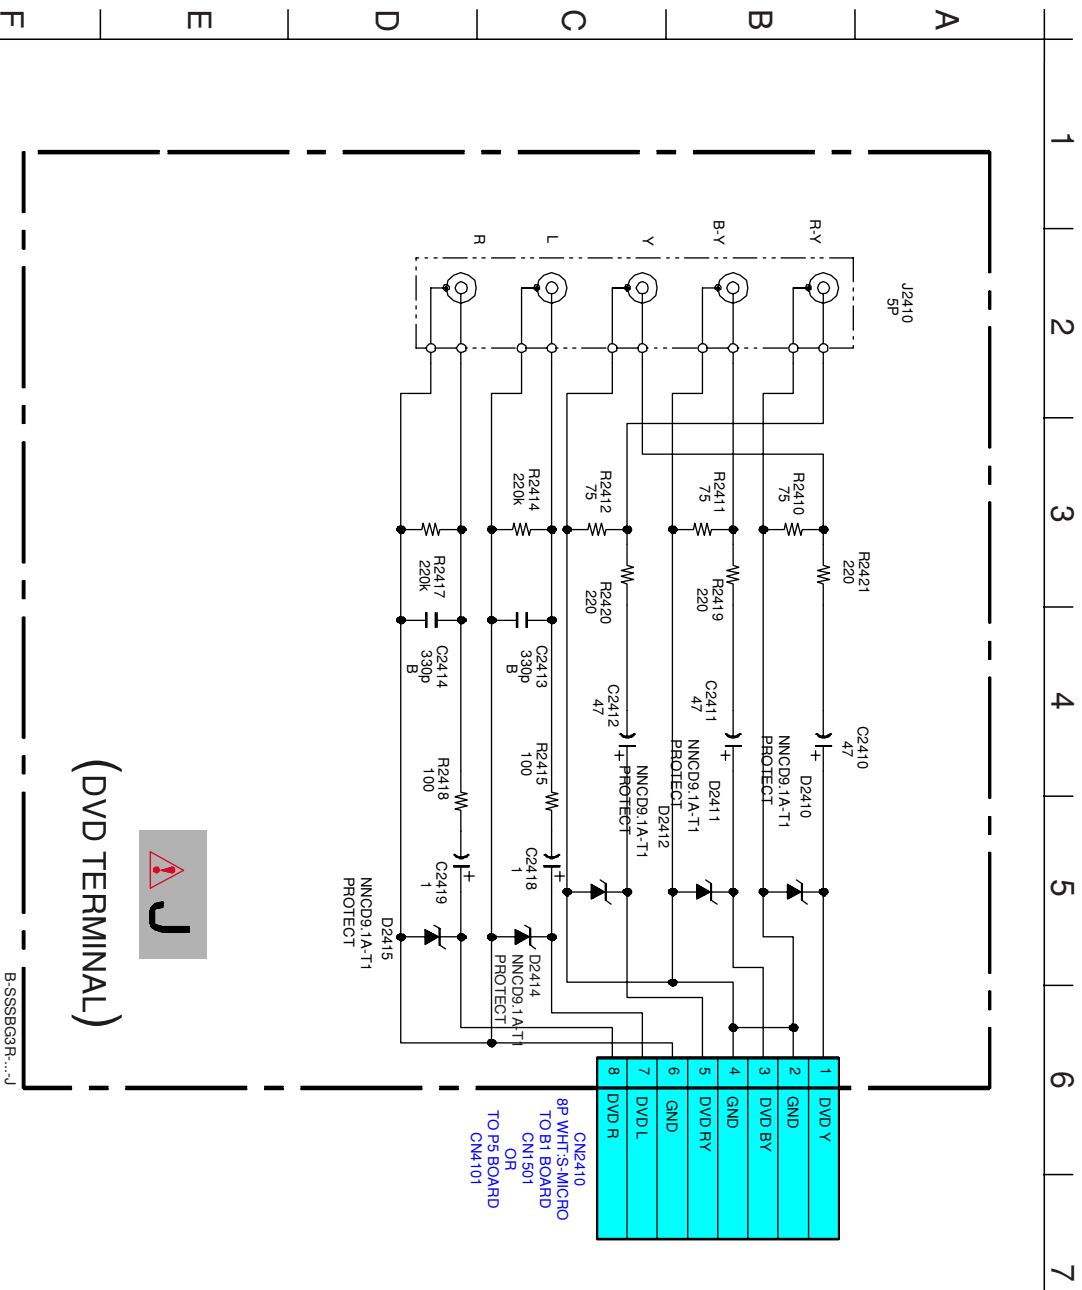 A
B
C
D
E
F
1
2
3
4
5
6
7
J2410
5P
R-Y
B-Y
Y
L
R
R2410
75
R2411
75
R2412
75
R2414
220k
R2417
220k
R2421
220
R2419
220
R2420
220
C2413
330p
B
C2414
330p
B
C2410
47
+
C2411
47
+
C2412
47
+
R2415
100
R2418
100
C2418
1
+
C2419
1
+
D2410
NNCD9.1A-T1
PROTECT
D2411
NNCD9.1A-T1
PROTECT
D2412
NNCD9.1A-T1
PROTECT
D2414
NNCD9.1A-T1
PROTECT
D2415
NNCD9.1A-T1
PROTECT
1 DVD Y
2 GND
3 DVD BY
4 GND
5 DVD RY
6 GND
7 DVD L
8 DVD R
CN2410
8P WHT:S-MICRO
TO B1 BOARD
CN1501
OR
TO P5 BOARD
CN4101
! J
(DVD TERMINAL)
B-SSSBG3R-...-J